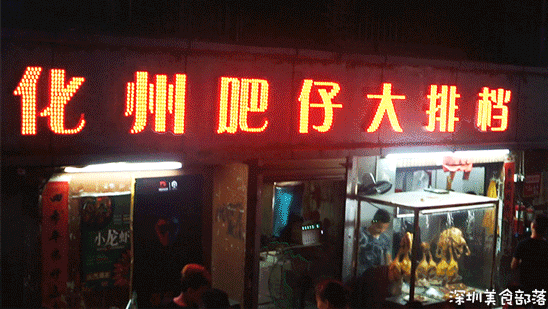 化州吧仔大排档
小龙虾
深圳美食部落